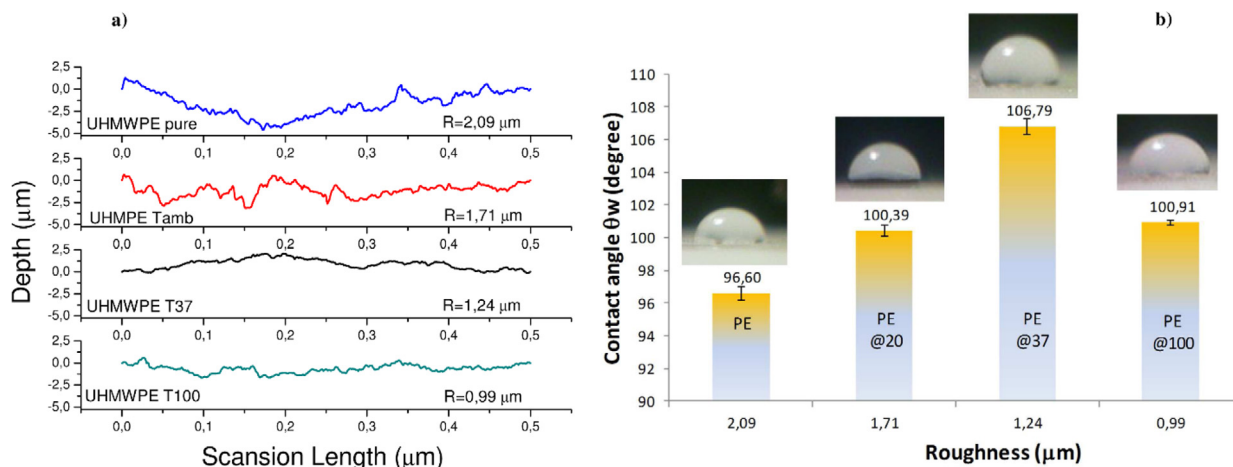 a)
Depth (μm)
2,5
0,0
-2,5
-5,0
UHMWPE pure
R=2,09 μm
0,0 0,1 0,2 0,3 0,4 0,5
2,5
0,0
-2,5
-5,0
UHMPE Tamb
R=1,71 μm
0,0 0,1 0,2 0,3 0,4 0,5
5,0
2,5
0,0
UHMWPE T37
R=1,24 μm
0,0 0,1 0,2 0,3 0,4 0,5
2,5
0,0
-2,5
-5,0
UHMWPE T100
R=0,99 μm
0,0 0,1 0,2 0,3 0,4 0,5
Scansion Length (μm)
b)
Contact angle θw (degree)
110
108
106
104
102
100
98
96
94
92
90
96,60
100,39
106,79
100,91
PE
PE
@20
PE
@37
PE
@100
2,09 1,71 1,24 0,99
Roughness (μm)